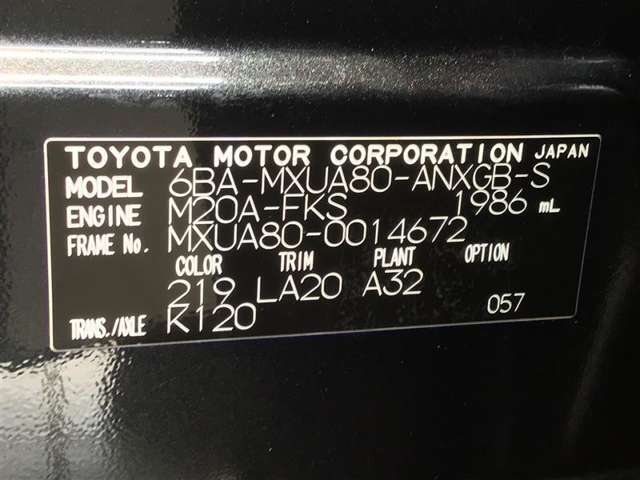 TOYOTA MOTOR CORPORATION JAPAN
MODEL 6BA-MXUA80-ANXGB-S
ENGINE M20A-FKS 1986 mL
FRAME No. MXUA80-0014672
COLOR TRIM PLANT OPTION
219 LA20 A32
TRANS./AXLE K120 057